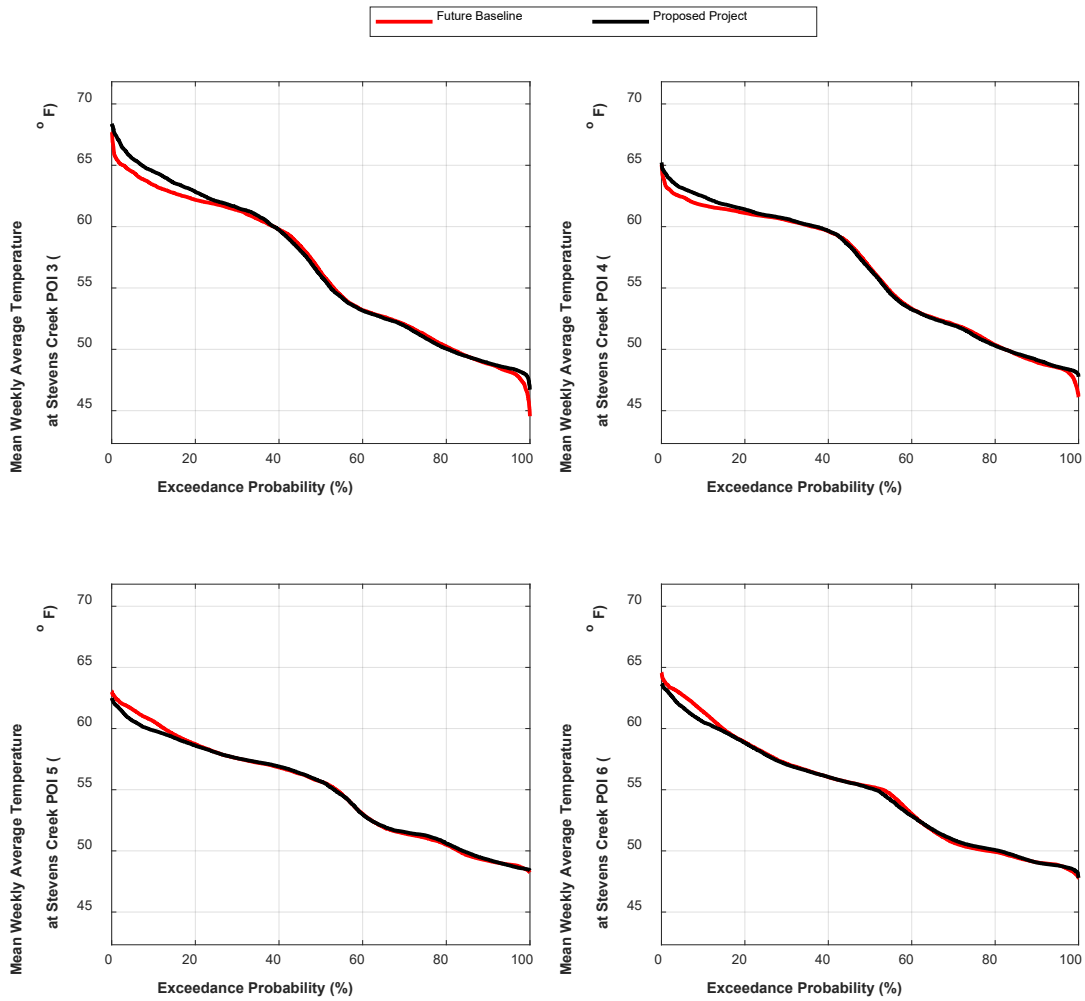 Future Baseline
Proposed Project
70
65
60
55
50
45
0 20 40 60 80 100
Exceedance Probability (%)
Mean Weekly Average Temperature
at Stevens Creek POI 3 (
o F)
70
65
60
55
50
45
0 20 40 60 80 100
Exceedance Probability (%)
Mean Weekly Average Temperature
at Stevens Creek POI 4 (
o F)
70
65
60
55
50
45
0 20 40 60 80 100
Exceedance Probability (%)
Mean Weekly Average Temperature
at Stevens Creek POI 5 (
o F)
70
65
60
55
50
45
0 20 40 60 80 100
Exceedance Probability (%)
Mean Weekly Average Temperature
at Stevens Creek POI 6 (
o F)